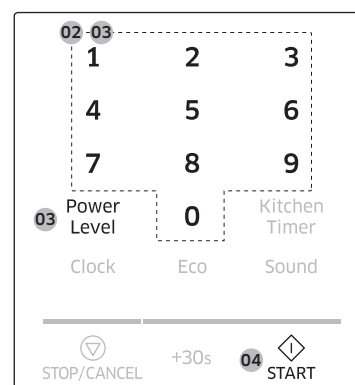 02 03
1 2 3
4 5 6
7 8 9
03 Power Level 0 Kitchen Timer
Clock Eco Sound
STOP/CANCEL +30s 04 START